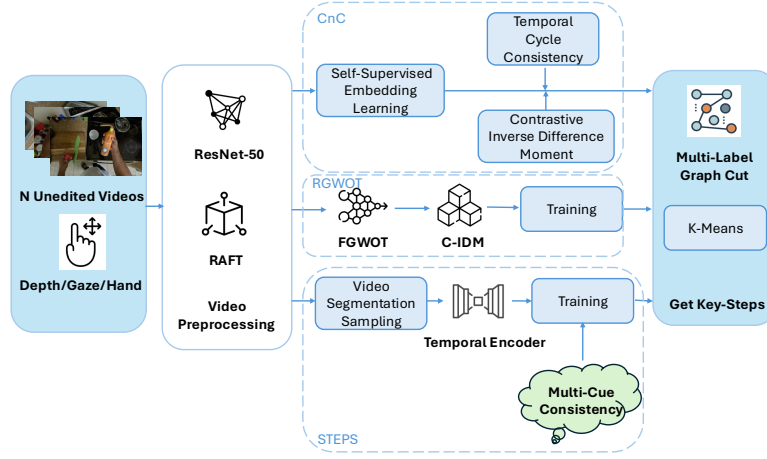 N Unedited Videos
Depth/Gaze/Hand
ResNet-50
RAFT
Video
Preprocessing
CnC
Self-Supervised
Embedding
Learning
Temporal
Cycle
Consistency
Contrastive
Inverse Difference
Moment
RGWOT
FGWOT
C-IDM
Training
Video
Segmentation
Sampling
Temporal Encoder
Training
Multi-Cue
Consistency
STEPS
Multi-Label
Graph Cut
K-Means
Get Key-Steps